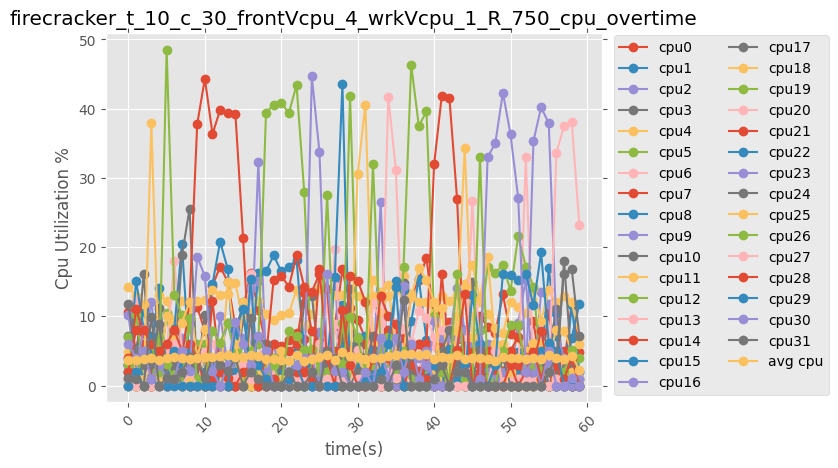 firecracker_t_10_c_30_frontVcpu_4_wrkVcpu_1_R_750_cpu_overtime
Cpu Utilization %
50
40
30
20
10
0
0
10
20
30
40
50
60
time(s)
cpu0
cpu1
cpu2
cpu3
cpu4
cpu5
cpu6
cpu7
cpu8
cpu9
cpu10
cpu11
cpu12
cpu13
cpu14
cpu15
cpu16
cpu17
cpu18
cpu19
cpu20
cpu21
cpu22
cpu23
cpu24
cpu25
cpu26
cpu27
cpu28
cpu29
cpu30
cpu31
avg cpu